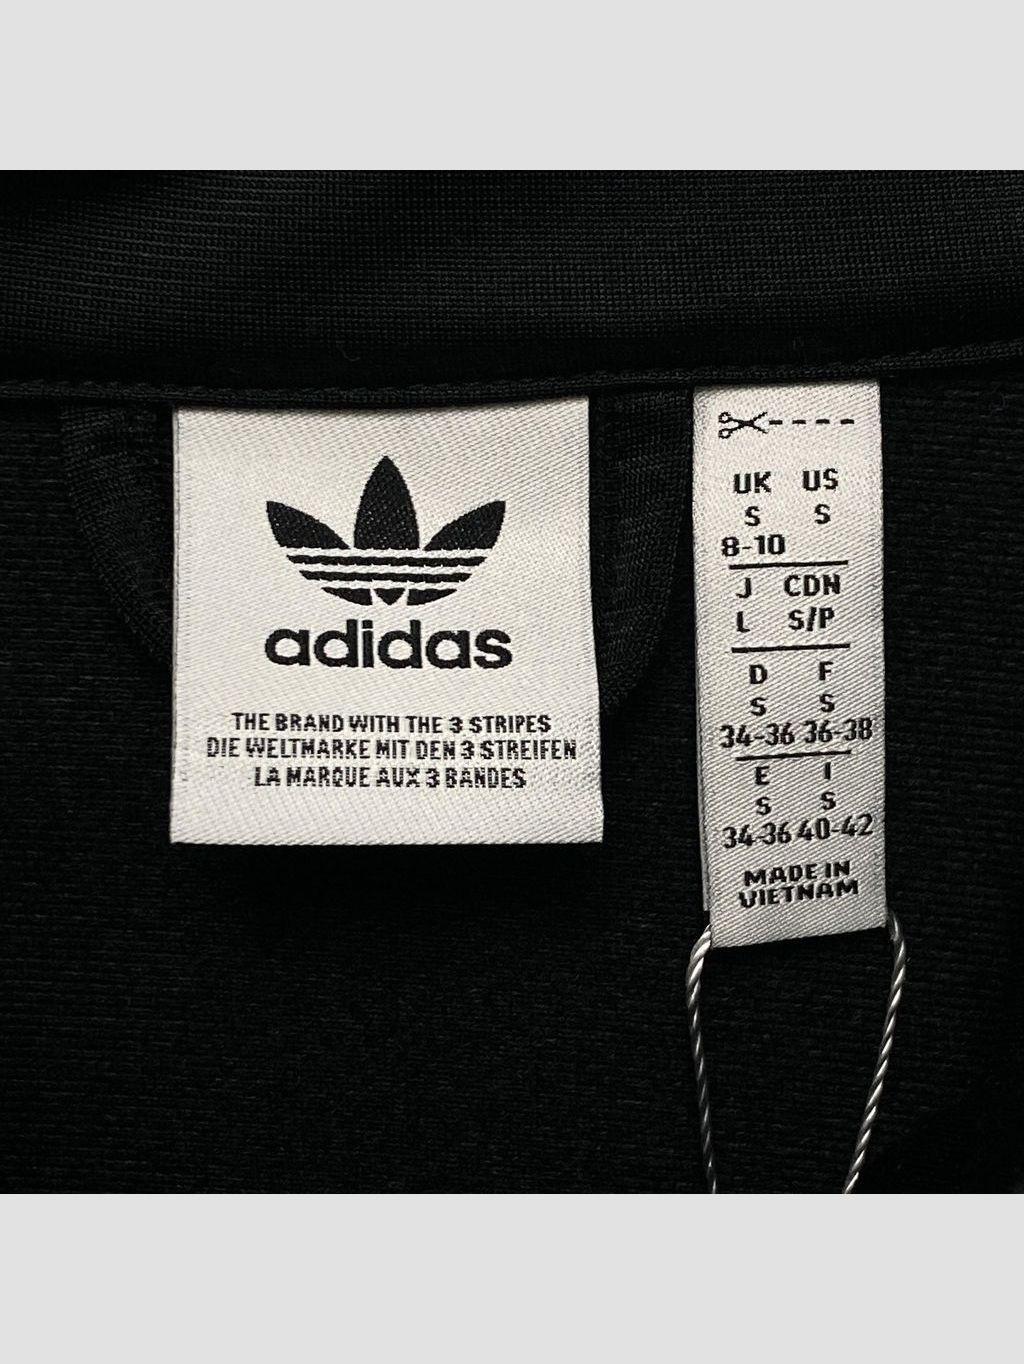 adidas
THE BRAND WITH THE 3 STRIPES
DIE WELTMARKE MIT DEN 3 STREIFEN
LA MARQUE AUX 3 BANDES
UK US
S S
8-10
J CDN
L S/P
D F
S S
34-36 36-38
E I
S S
34-36 40-42
MADE IN
VIETNAM